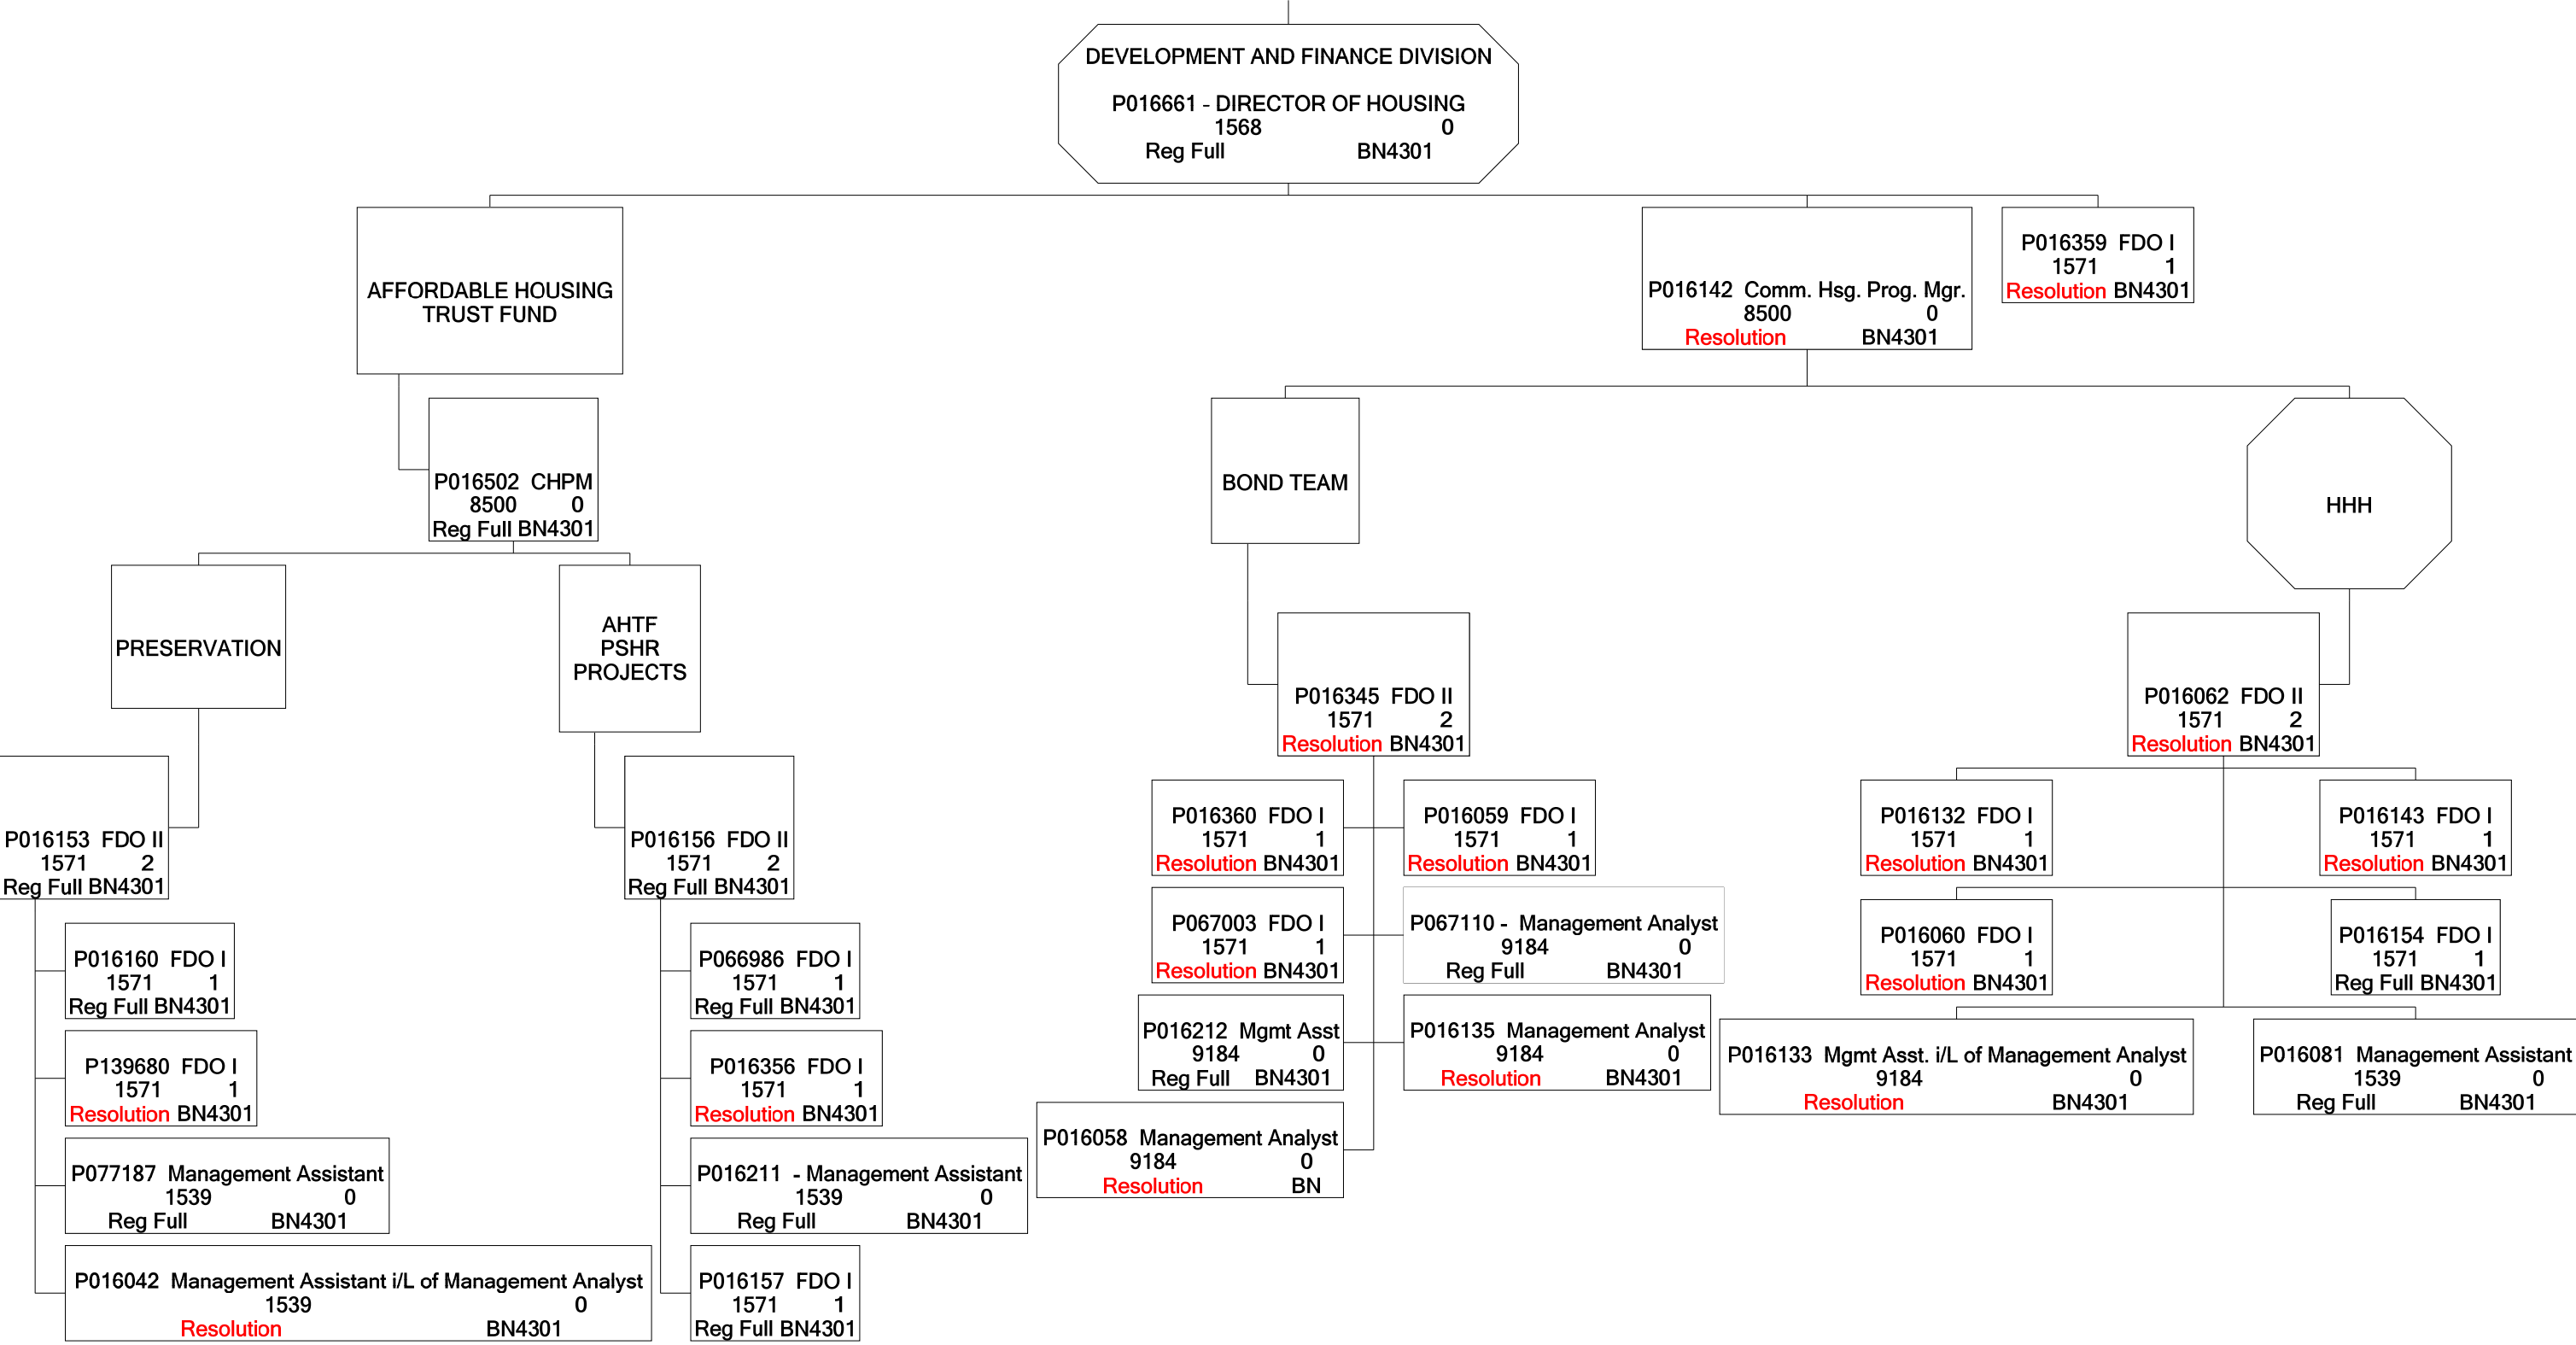 DEVELOPMENT AND FINANCE DIVISION
P016661 - DIRECTOR OF HOUSING
1568 0
Reg Full BN4301
AFFORDABLE HOUSING
TRUST FUND
P016142 Comm. Hsg. Prog. Mgr.
8500 0
Resolution BN4301
P016359 FDO I
1571 1
Resolution BN4301
P016502 CHPM
8500 0
Reg Full BN4301
BOND TEAM
HHH
PRESERVATION
AHTF
PSHR
PROJECTS
P016345 FDO II
1571 2
Resolution BN4301
P016062 FDO II
1571 2
Resolution BN4301
P016153 FDO II
1571 2
Reg Full BN4301
P016156 FDO II
1571 2
Reg Full BN4301
P016360 FDO I
1571 1
Resolution BN4301
P016059 FDO I
1571 1
Resolution BN4301
P016132 FDO I
1571 1
Resolution BN4301
P016143 FDO I
1571 1
Resolution BN4301
P016160 FDO I
1571 1
Reg Full BN4301
P066986 FDO I
1571 1
Reg Full BN4301
P067003 FDO I
1571 1
Resolution BN4301
P067110 - Management Analyst
9184 0
Reg Full BN4301
P016060 FDO I
1571 1
Resolution BN4301
P016154 FDO I
1571 1
Reg Full BN4301
P139680 FDO I
1571 1
Resolution BN4301
P016356 FDO I
1571 1
Resolution BN4301
P016212 Mgmt Asst
9184 0
Reg Full BN4301
P016135 Management Analyst
9184 0
Resolution BN4301
P016133 Mgmt Asst. i/L of Management Analyst
9184 0
Resolution BN4301
P016081 Management Assistant
1539 0
Reg Full BN4301
P077187 Management Assistant
1539 0
Reg Full BN4301
P016211 - Management Assistant
1539 0
Reg Full BN4301
P016058 Management Analyst
9184 0
Resolution BN
P016042 Management Assistant i/L of Management Analyst
1539 0
Resolution BN4301
P016157 FDO I
1571 1
Reg Full BN4301